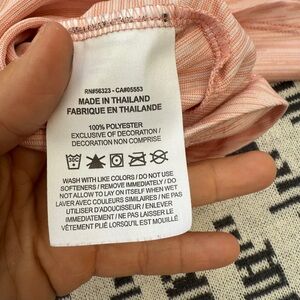 RN#56323 - CA#05553
MADE IN THAILAND
FABRIQUE EN THAILANDE
100% POLYESTER
EXCLUSIVE OF DECORATION /
DECORATION NON COMPRISE
WASH WITH LIKE COLORS / DO NOT USE
SOFTENERS / REMOVE IMMEDIATELY / DO
NOT ALLOW TO LAY ON ITSELF WHEN WET
LAVER AVEC COULEURS SIMILAIRES / NE PAS
UTILISER D'ADOUCISSEUR / ENLEVER
IMMÉDIATEMENT / NE PAS LAISSER LE
VÊTEMENT PLIÉ LORSQU'IL EST MOUILLÉ